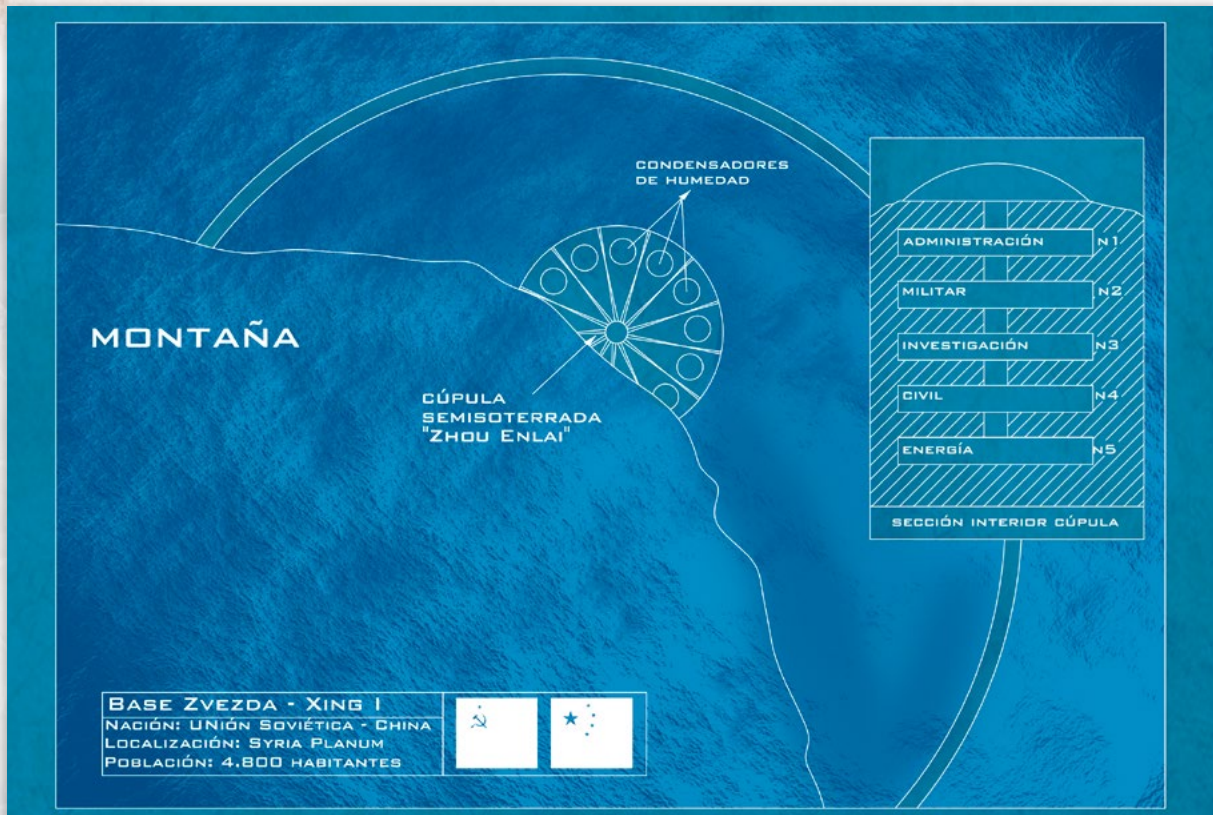 CONDENSADORES
DE HUMEDAD
MONTAÑA
CÚPULA
SEMISOTERRADA
"ZHOU ENLAI"
ADMINISTRACIÓN N1
MILITAR N2
INVESTIGACIÓN N3
CIVIL N4
ENERGÍA N5
SECCIÓN INTERIOR CÚPULA
BASE ZVEZDA - XING I
NACIÓN: UNIÓN SOVIÉTICA - CHINA
LOCALIZACIÓN: SYRIA PLANUM
POBLACIÓN: 4.800 HABITANTES